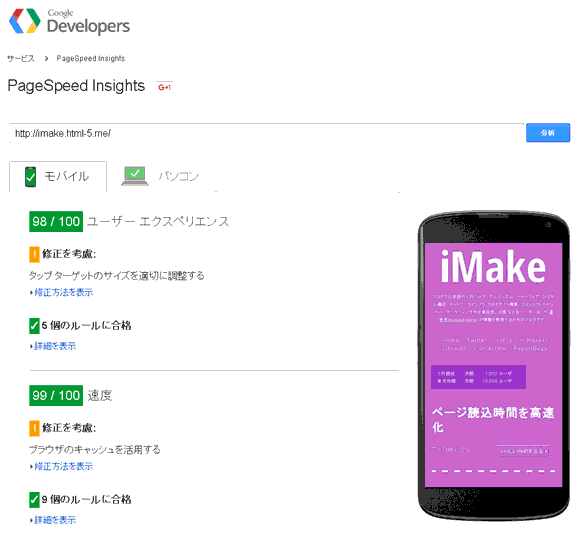 Google
Developers
サービス › PageSpeed Insights
PageSpeed Insights G+1
http://imake.html-5.me/ 分析
モバイル パソコン
98 / 100 ユーザー エクスペリエンス
! 修正を考慮:
タップ ターゲットのサイズを適切に調整する
修正方法を表示
5 個のルールに合格
詳細を表示
99 / 100 速度
! 修正を考慮:
ブラウザのキャッシュを活用する
修正方法を表示
9 個のルールに合格
詳細を表示
iMake
ページ読込時間を高速
化